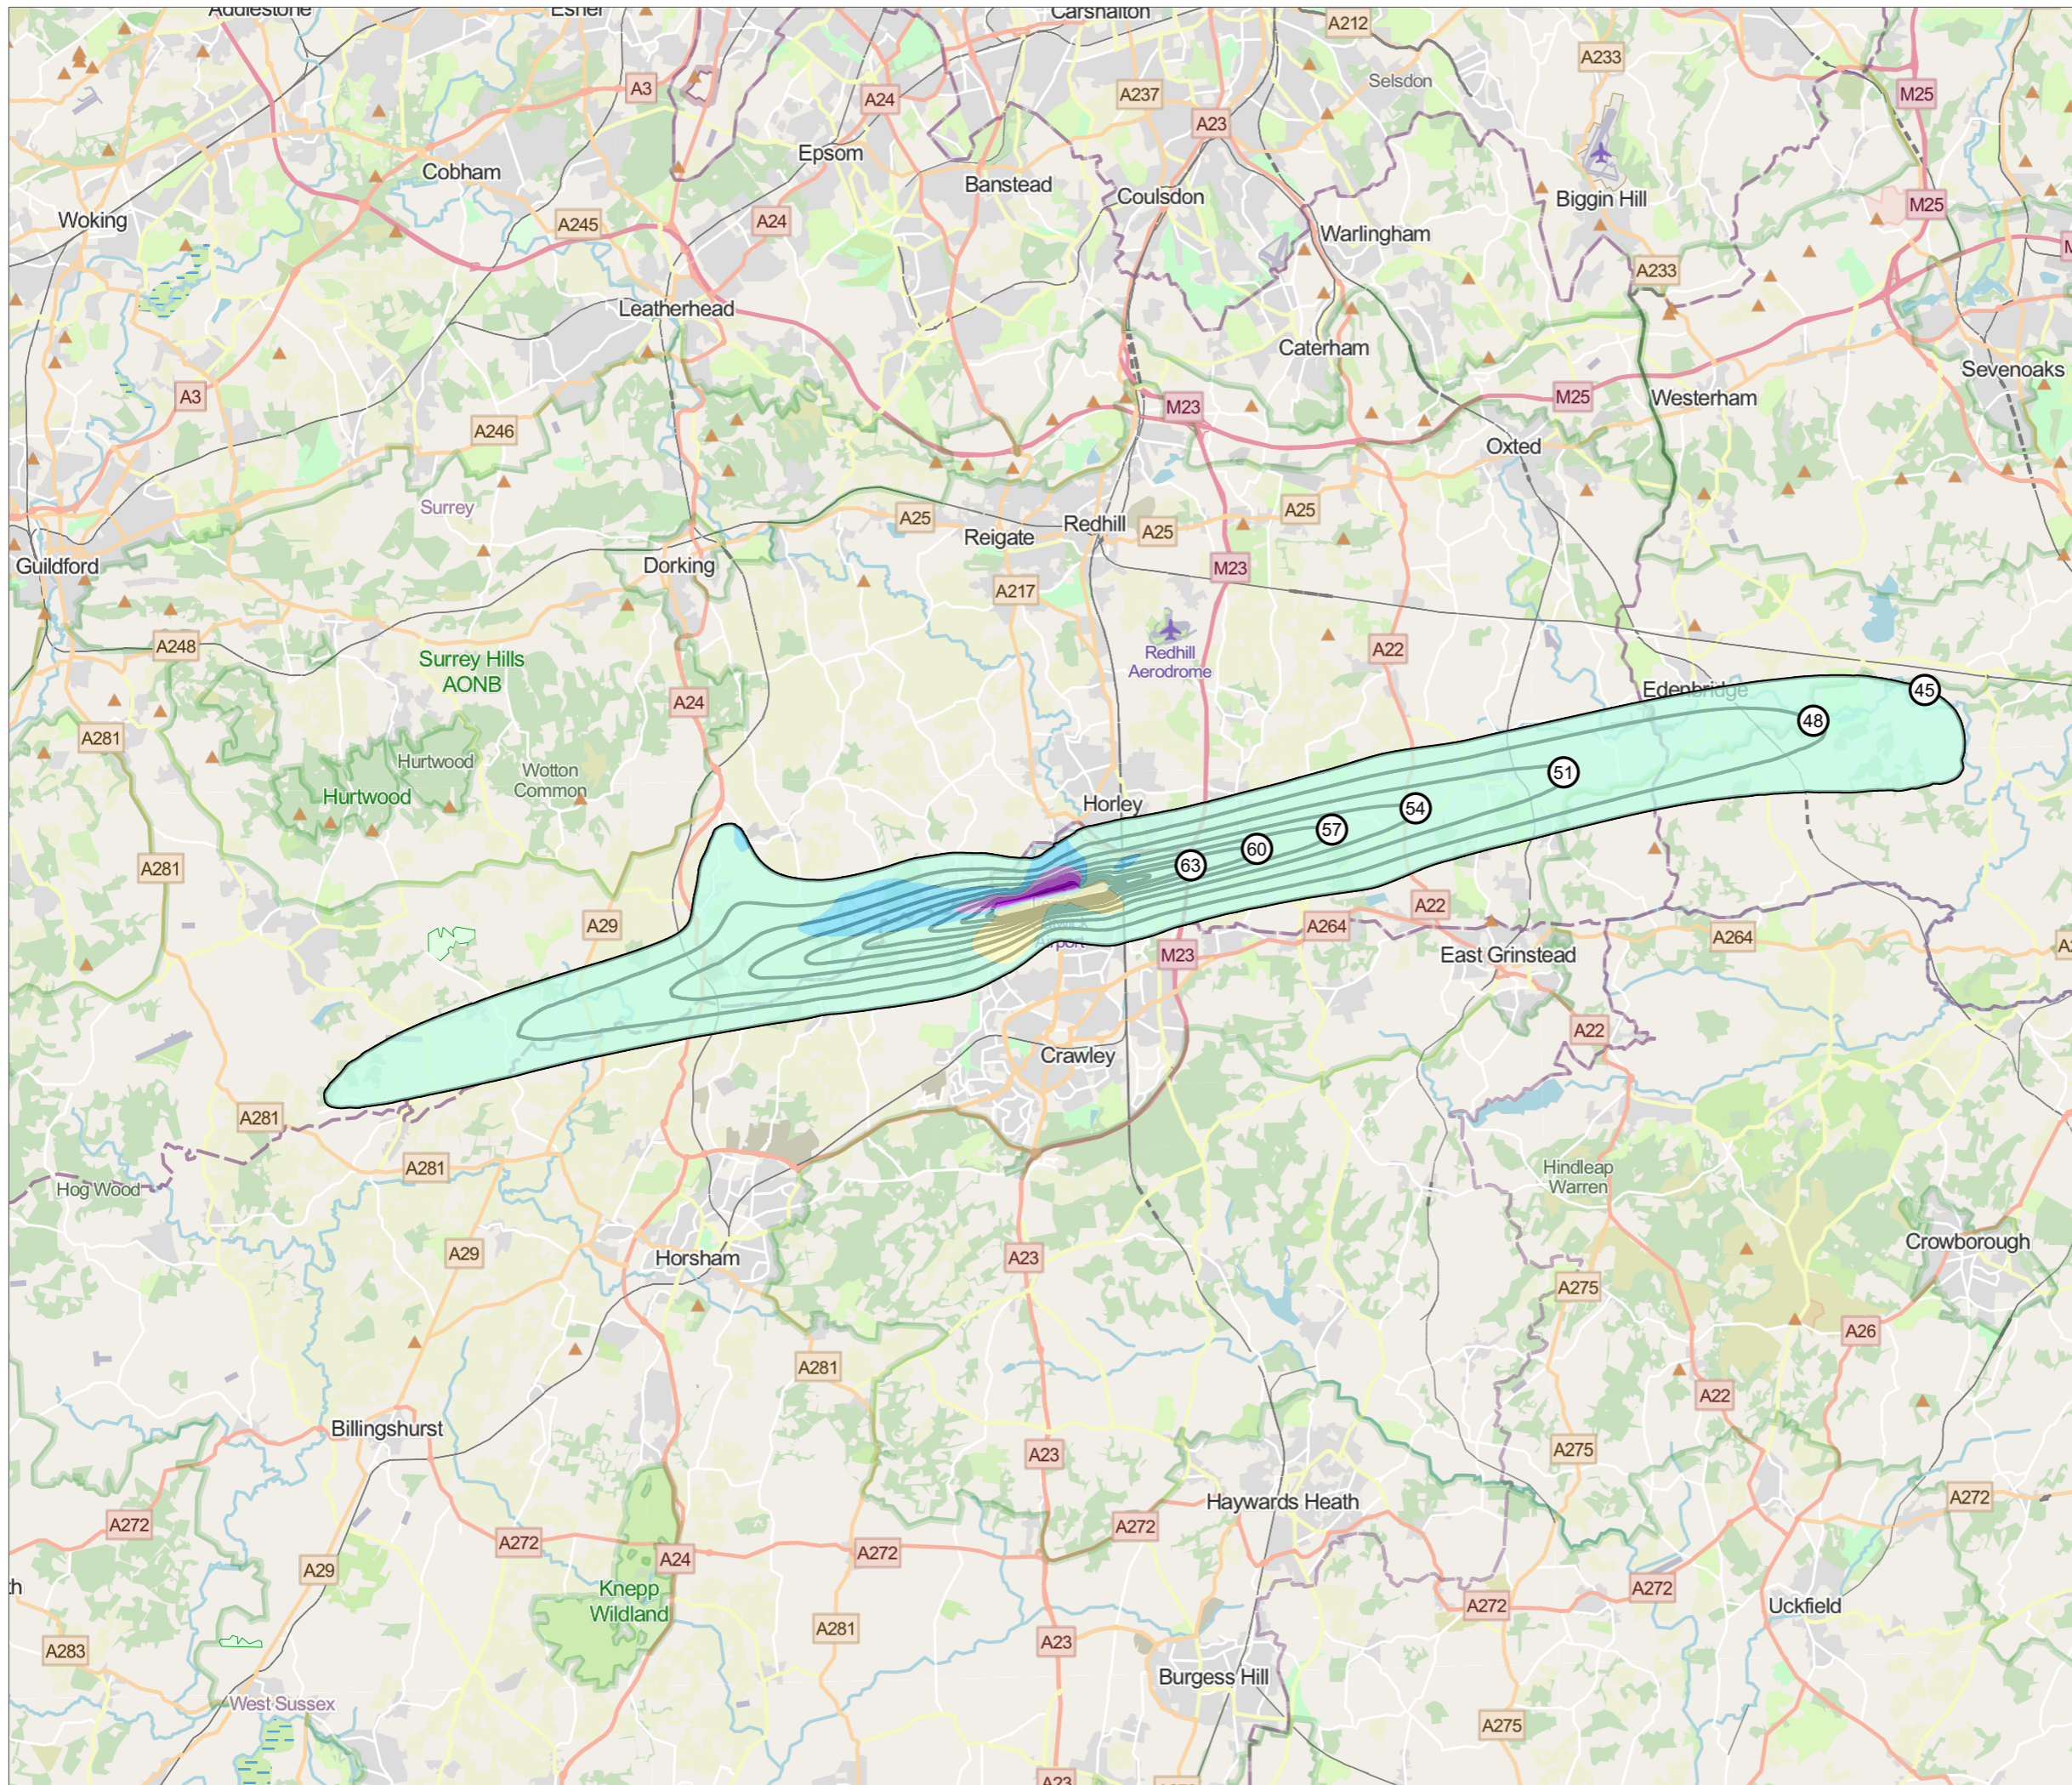 Addlestone
Esher
Carshalton
A212
A233
Selsdon
A3
A24
A237
M25
A23
Epsom
Cobham
Banstead
Coulsdon
Biggin Hill
M25
Woking
A245
A24
Warlingham
M
A233
Leatherhead
Caterham
Sevenoaks
A3
M23
M25
Westerham
A246
Oxted
Surrey
A25
Redhill
A25
A25
Reigate
Guildford
Dorking
M23
A217
A248
Redhill
Aerodrome
A22
Surrey Hills
AONB
Edenbridge
45
A24
48
A281
Hurtwood
Wotton
Common
51
Hurtwood
Horley
54
57
60
63
A281
A22
A29
A264
A264
A2
Airport
M23
East Grinstead
A22
Crawley
A281
A281
Hindleap
Warren
Hog Wood
A29
Horsham
A23
Crowborough
A275
A26
A281
A22
Billingshurst
A23
A275
Haywards Heath
A272
A272
A272
A272
A272
A24
A29
th
Knepp
Wildland
A272
A272
Uckfield
A281
A23
A283
Burgess Hill
West Sussex
A275
A23